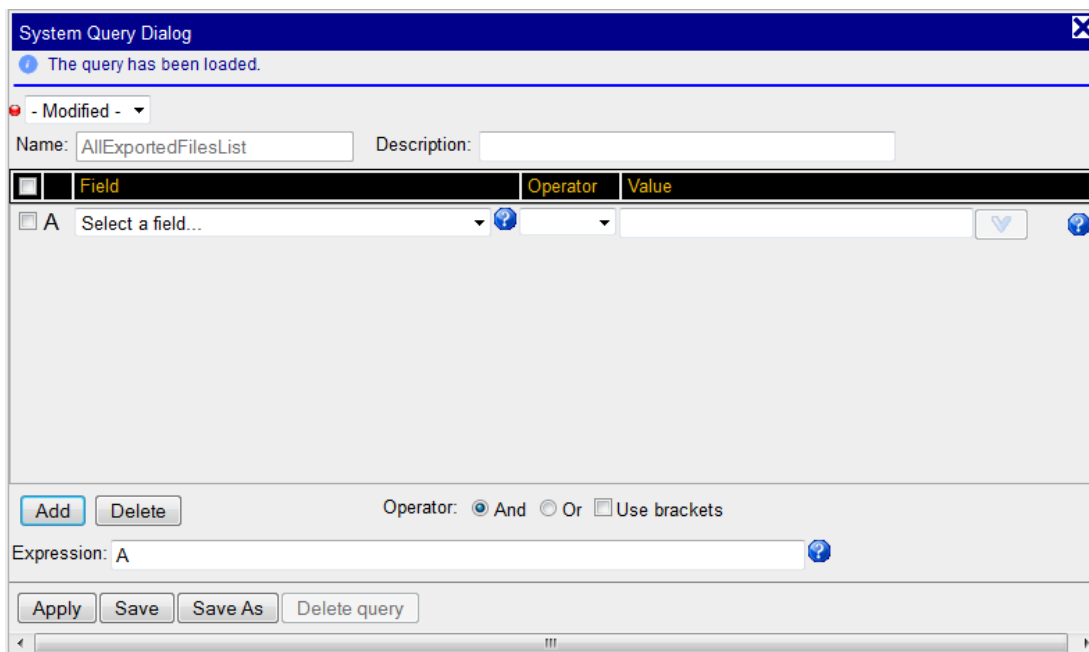 System Query Dialog
The query has been loaded.
- Modified -
Name: AllExportedFilesList Description:
Field Operator Value
A Select a field...
Add Delete Operator: And Or Use brackets
Expression: A
Apply Save Save As Delete query